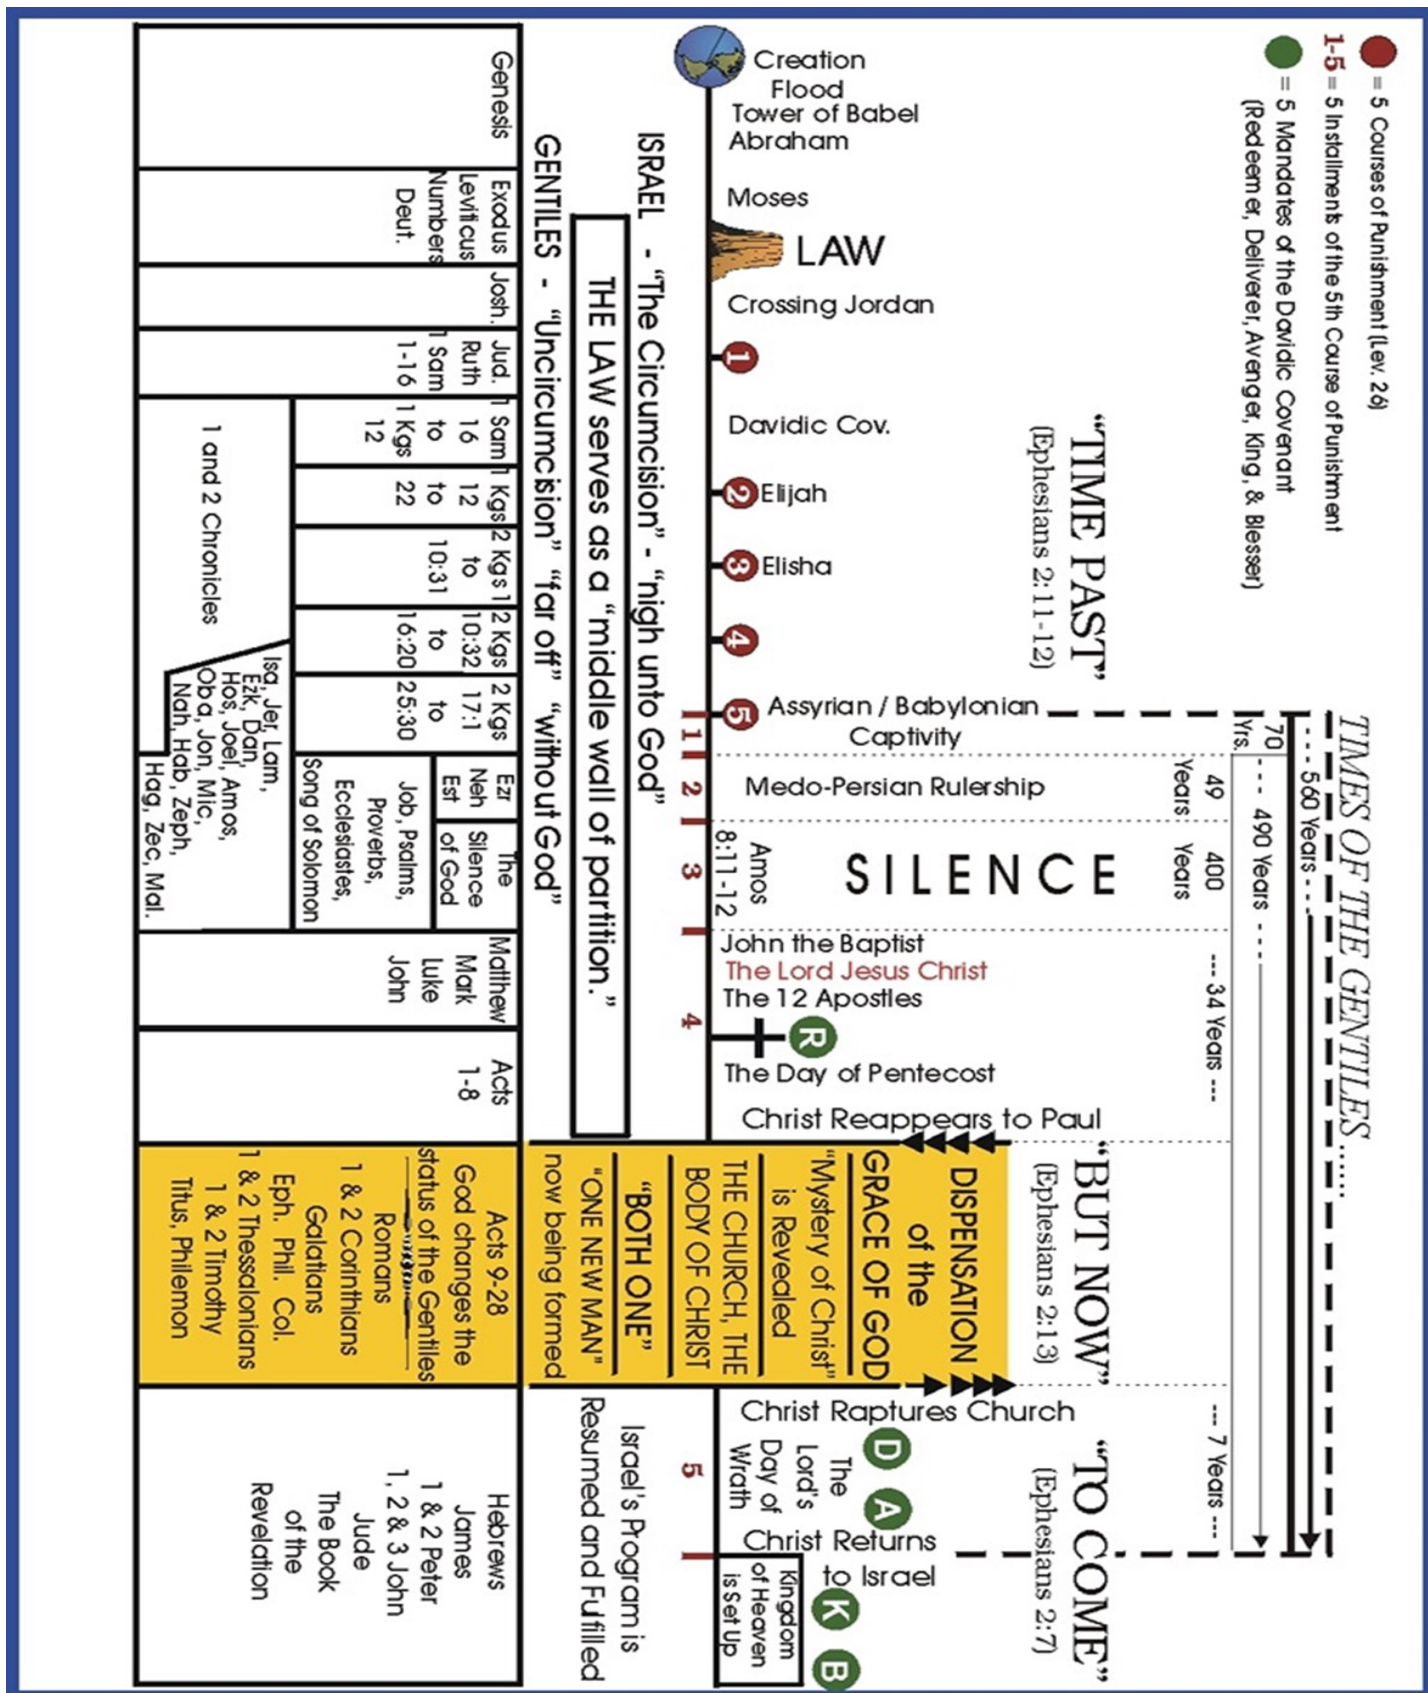 = 5 Courses of Punishment (Lev. 26)
1-5 = 5 Installments of the 5th Course of Punishment
= 5 Mandates of the Davidic Covenant
(Redeemer, Deliverer, Avenger, King, & Blesser)
TIMES OF THE GENTILES ......
---- 560 Years ----
70
Yrs.
--- 490 Years ---
49
Years
400
Years
--- 34 Years ---
--- 7 Years ---
"TIME PAST"
(Ephesians 2:11-12)
"BUT NOW"
(Ephesians 2:13)
"TO COME"
(Ephesians 2:7)
Creation
Flood
Tower of Babel
Abraham
Moses
LAW
Crossing Jordan
1
Davidic Cov.
2 Elijah
3 Elisha
4
5 Assyrian / Babylonian
Captivity
Medo-Persian Rulership
SILENCE
Amos
8:11-12
John the Baptist
The Lord Jesus Christ
The 12 Apostles
R
The Day of Pentecost
Christ Reappears to Paul
DISPENSATION
of the
GRACE OF GOD
"Mystery of Christ"
is Revealed
THE CHURCH, THE
BODY OF CHRIST
"BOTH ONE"
"ONE NEW MAN"
now being formed
Christ Raptures Church
D
A
The
Lord's
Day of
Wrath
Christ Returns
to Israel
K
B
Kingdom
of Heaven
is Set Up
1
2
3
4
5
ISRAEL - "The Circumcision" - "nigh unto God"
THE LAW serves as a "middle wall of partition."
GENTILES - "Uncircumcision" "far off" "without God"
Israel's Program is
Resumed and Fulfilled
Genesis
Exodus
Leviticus
Numbers
Deut.
Josh.
Jud.
Ruth
1 Sam
1-16
1 Sam
16
to
1 Kgs
12
1 Kgs
12
to
22
2 Kgs 1
to
10:31
2 Kgs
10:32
to
16:20
2 Kgs
17:1
to
25:30
1 and 2 Chronicles
Isa, Jer, Lam,
Ezk, Dan,
Hos, Joel, Amos,
Oba, Jon, Mic,
Nah, Hab, Zeph,
Hag, Zec, Mal.
Ezr
Neh
Est
The
Silence
of God
Job, Psalms,
Proverbs,
Ecclesiastes,
Song of Solomon
Matthew
Mark
Luke
John
Acts
1-8
Acts 9-28
God changes the
status of the Gentiles
Romans
1 & 2 Corinthians
Galatians
Eph. Phil. Col.
1 & 2 Thessalonians
1 & 2 Timothy
Titus, Philemon
Hebrews
James
1 & 2 Peter
1, 2 & 3 John
Jude
The Book
of the
Revelation